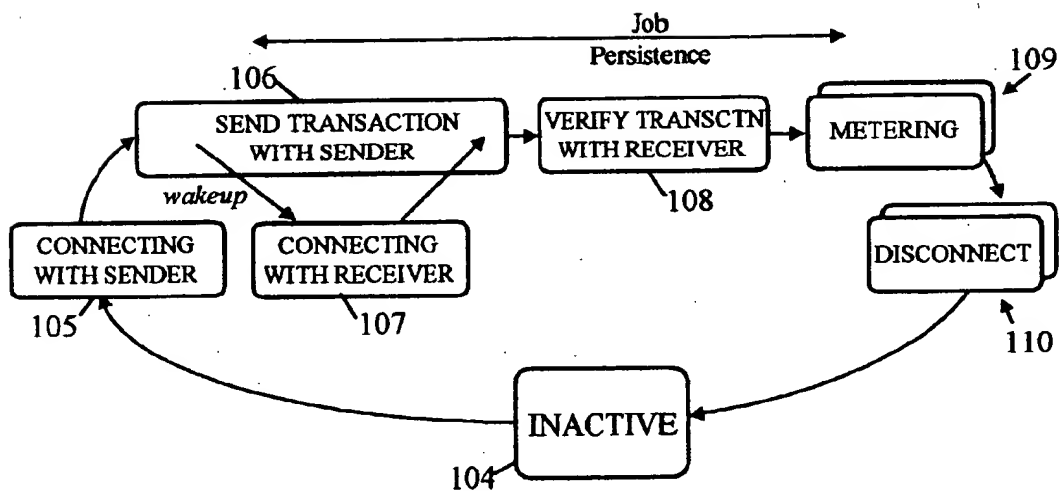 Job
Persistence
106
109
SEND TRANSACTION
WITH SENDER
VERIFY TRANSCTN
WITH RECEIVER
METERING
wakeup
108
CONNECTING
WITH SENDER
CONNECTING
WITH RECEIVER
DISCONNECT
105
107
110
INACTIVE
104